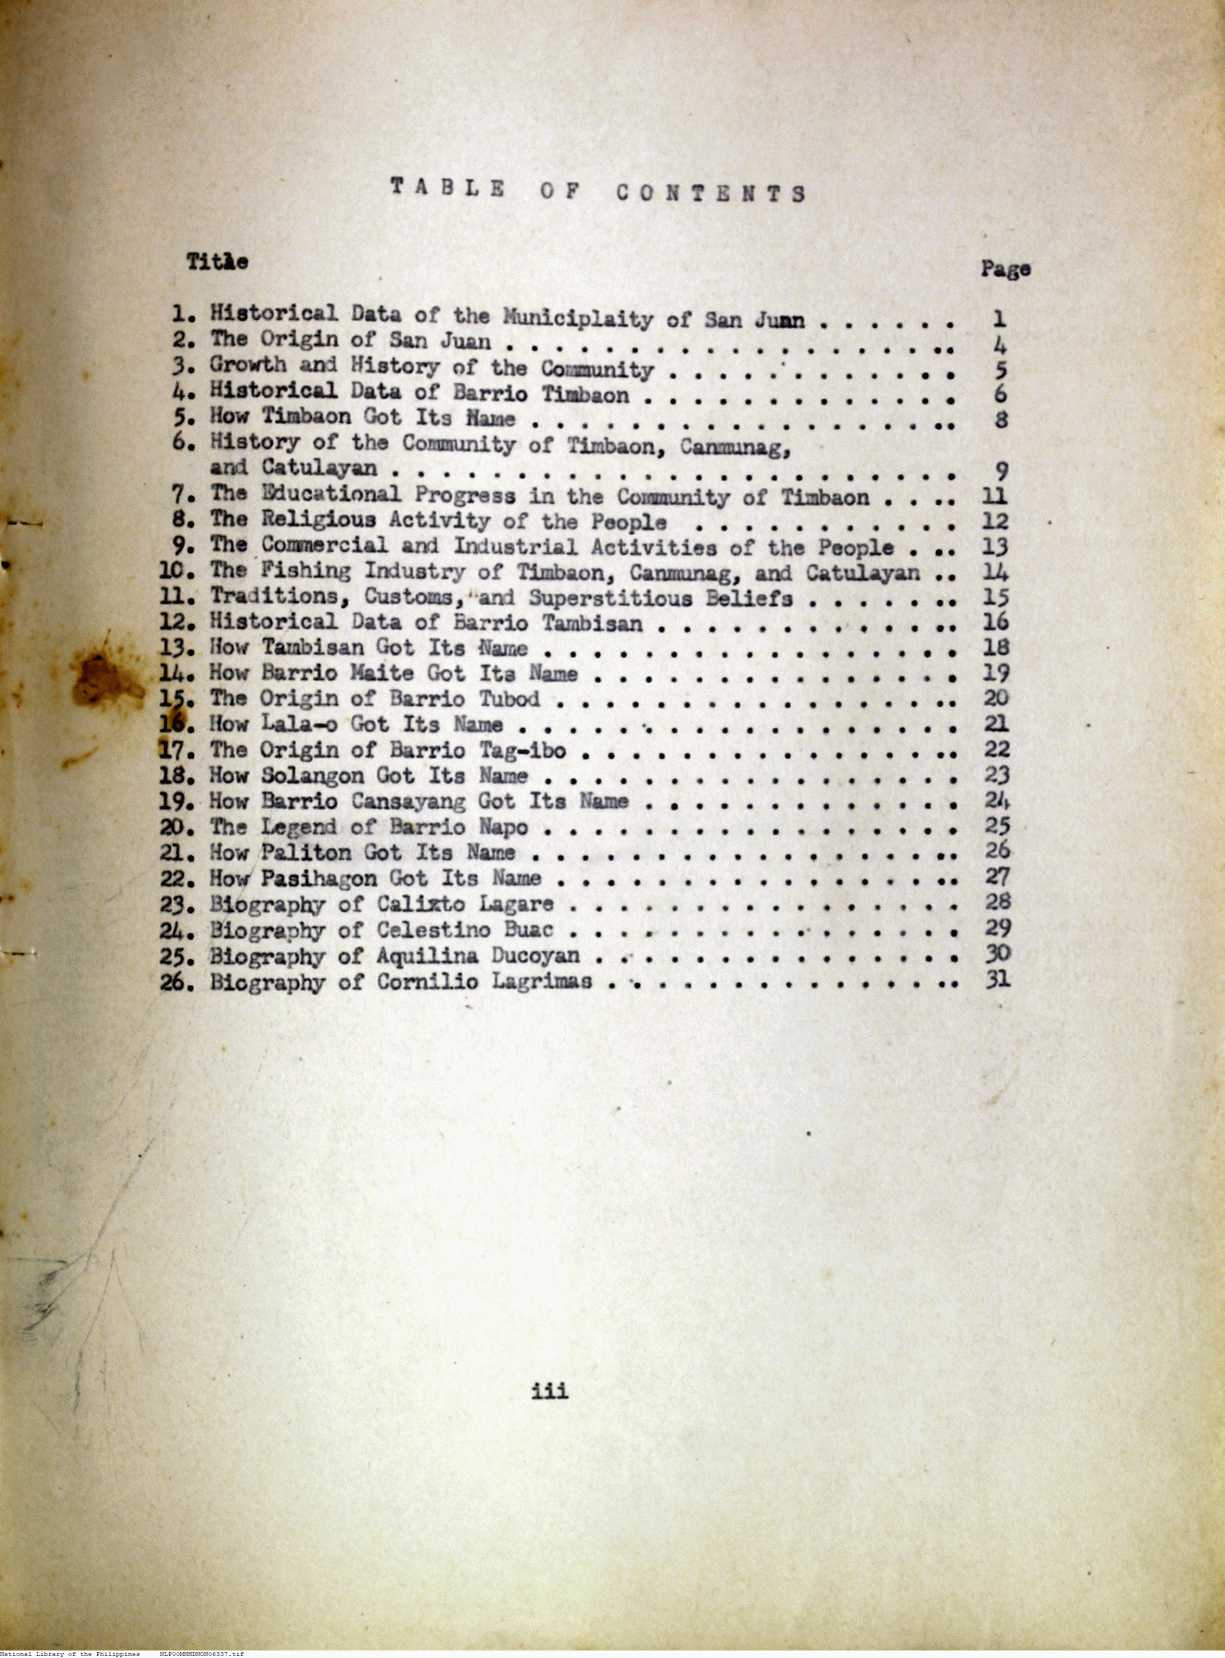 TABLE OF CONTENTS
Title Page
1. Historical Data of the Municiplaity of San Juan . . . . . . 1
2. The Origin of San Juan . . . . . . . . . . . . . . . . . .. 4
3. Growth and History of the Community . . . . . . . . . . . . 5
4. Historical Data of Barrio Timbaon . . . . . . . . . . . . . 6
5. How Timbaon Got Its Name . . . . . . . . . . . . . . . . .. 8
6. History of the Community of Timbaon, Canmunag,
and Catulayan . . . . . . . . . . . . . . . . . . . . . . . 9
7. The Educational Progress in the Community of Timbaon . . .. 11
8. The Religious Activity of the People . . . . . . . . . . . 12
9. The Commercial and Industrial Activities of the People . .. 13
10. The Fishing Industry of Timbaon, Canmunag, and Catulayan .. 14
11. Traditions, Customs, and Superstitious Beliefs . . . . . .. 15
12. Historical Data of Barrio Tambisan . . . . . . . . . . . .. 16
13. How Tambisan Got Its Name . . . . . . . . . . . . . . . . . 18
14. How Barrio Maite Got Its Name . . . . . . . . . . . . . . . 19
15. The Origin of Barrio Tubod . . . . . . . . . . . . . . . .. 20
16. How Lala-o Got Its Name . . . . . . . . . . . . . . . . . . 21
17. The Origin of Barrio Tag-ibo . . . . . . . . . . . . . . .. 22
18. How Solangon Got Its Name . . . . . . . . . . . . . . . . . 23
19. How Barrio Cansayang Got Its Name . . . . . . . . . . . . . 24
20. The Legend of Barrio Napo . . . . . . . . . . . . . . . . . 25
21. How Paliton Got Its Name . . . . . . . . . . . . . . . . .. 26
22. How Pasihagon Got Its Name . . . . . . . . . . . . . . . .. 27
23. Biography of Calixto Lagare . . . . . . . . . . . . . . . . 28
24. Biography of Celestino Buac . . . . . . . . . . . . . . . . 29
25. Biography of Aquilina Ducoyan . . . . . . . . . . . . . . . 30
26. Biography of Cornilio Lagrimas . . . . . . . . . . . . . .. 31
iii
National Library of the Philippines